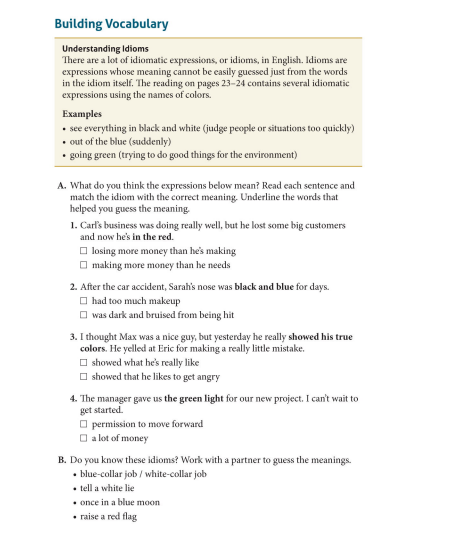 Building Vocabulary
Understanding Idioms
There are a lot of idiomatic expressions, or idioms, in English. Idioms are
expressions whose meaning cannot be easily guessed just from the words
in the idiom itself. The reading on pages 23–24 contains several idiomatic
expressions using the names of colors.
Examples
• see everything in black and white (judge people or situations too quickly)
• out of the blue (suddenly)
• going green (trying to do good things for the environment)
A. What do you think the expressions below mean? Read each sentence and
match the idiom with the correct meaning. Underline the words that
helped you guess the meaning.
1. Carl's business was doing really well, but he lost some big customers
and now he's in the red.
☐ losing more money than he's making
☐ making more money than he needs
2. After the car accident, Sarah's nose was black and blue for days.
☐ had too much makeup
☐ was dark and bruised from being hit
3. I thought Max was a nice guy, but yesterday he really showed his true
colors. He yelled at Eric for making a really little mistake.
☐ showed what he's really like
☐ showed that he likes to get angry
4. The manager gave us the green light for our new project. I can't wait to
get started.
☐ permission to move forward
☐ a lot of money
B. Do you know these idioms? Work with a partner to guess the meanings.
• blue-collar job / white-collar job
• tell a white lie
• once in a blue moon
• raise a red flag